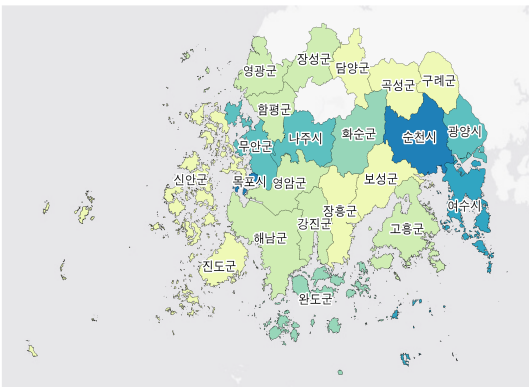 장성군
영광군
담양군
구례군
곡성군
함평군
화순군
순천시
광양시
나주시
무안군
신안군
목포시
영암군
보성군
여수시
장흥군
강진군
고흥군
해남군
진도군
완도군